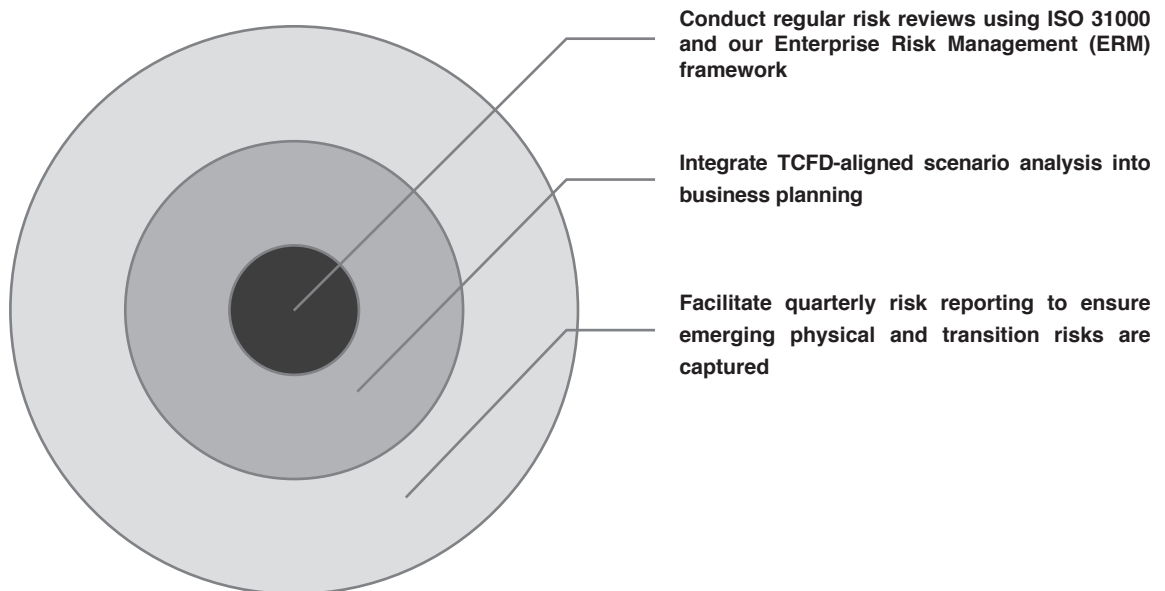 Conduct regular risk reviews using ISO 31000
and our Enterprise Risk Management (ERM)
framework
Integrate TCFD-aligned scenario analysis into
business planning
Facilitate quarterly risk reporting to ensure
emerging physical and transition risks are
captured